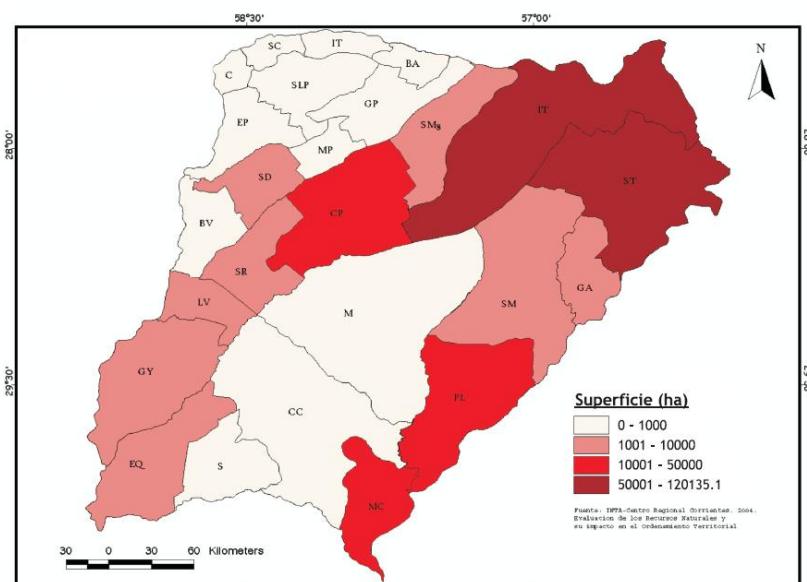 58°30' 57°00'
N
SC IT
C SLP BA
GP
EP SMg IT
28°00'
MP
SD ST
CP
BV
SR
LV M SM GA
GY
29°30'
PL
CC
EQ S
MC
Superficie (ha)
0 - 1000
1001 - 10000
10001 - 50000
50001 - 120135.1
Fuente: INTA-Centro Regional Corrientes. 2004.
Evaluacion de los Recursos Naturales y
su impacto en el Ordenamiento Territorial
30 0 30 60 Kilometers